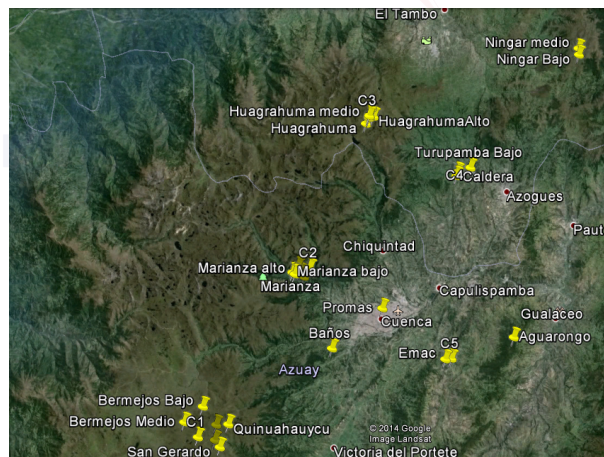 El Tambo
Ningar medio
Ningar Bajo
C3
Huagrahuma medio
HuagrahumaAlto
Huagrahuma
Turupamba Bajo
C4 Caldera
Azogues
Paut
Chiquintad
C2
Marianza alto
Marianza bajo
Marianza
Capulispamba
Promas
Cuenca
Gualaceo
Aguarongo
Baños
C5
Emac
Azuay
Bermejos Bajo
Bermejos Medio C1
Quinuahauycu
San Gerardo
© 2014 Google
Image Landsat
Victoria del Portete